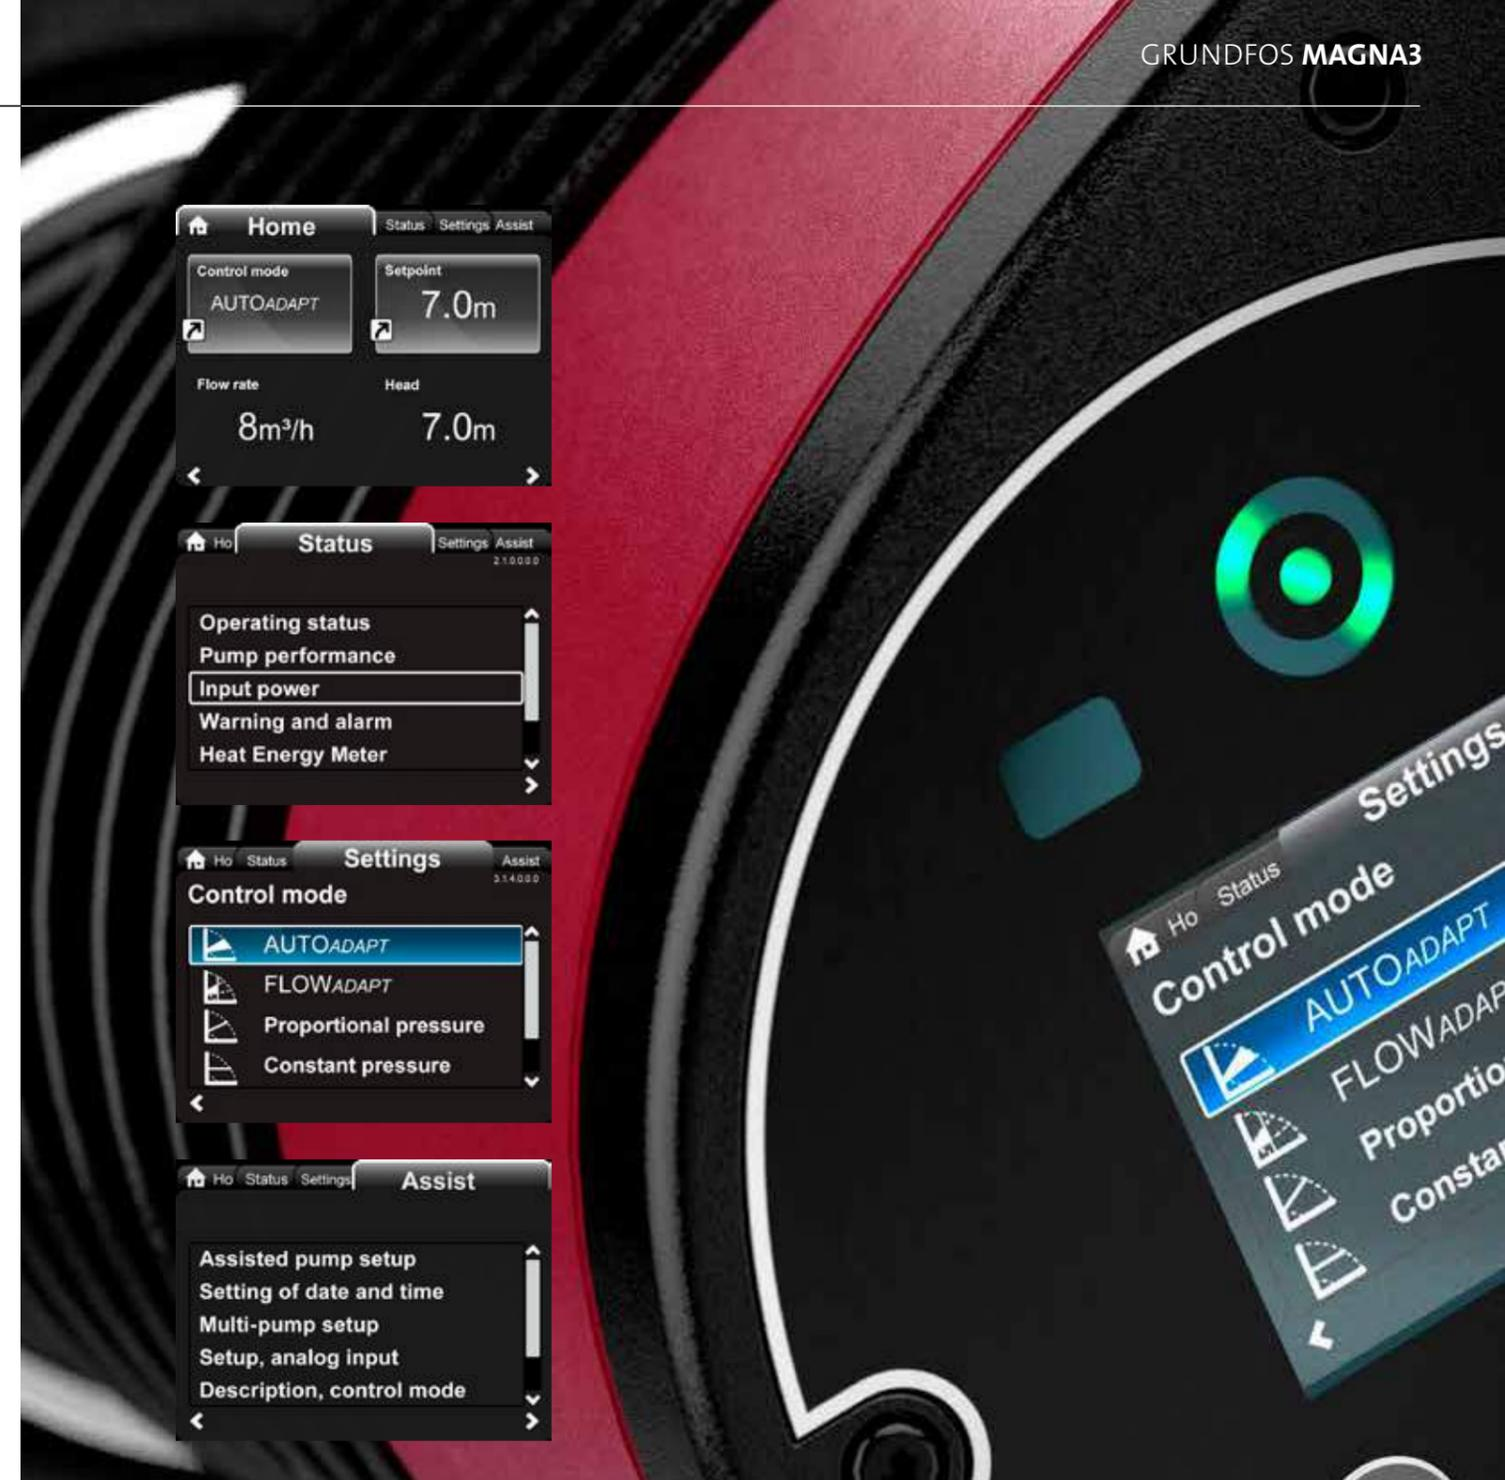 GRUNDFOS MAGNA3
Home Status Settings Assist
Control mode Setpoint
AUTOADAPT 7.0m
Flow rate Head
8m³/h 7.0m
Ho Status Settings Assist
2.1.0.0.0.0
Operating status
Pump performance
Input power
Warning and alarm
Heat Energy Meter
Ho Status Settings Assist
3.1.4.0.0.0
Control mode
AUTOADAPT
FLOWADAPT
Proportional pressure
Constant pressure
Ho Status Settings Assist
Assisted pump setup
Setting of date and time
Multi-pump setup
Setup, analog input
Description, control mode
Ho Status Settings
Control mode
AUTOADAPT
FLOWADAP
Proportio
Consta